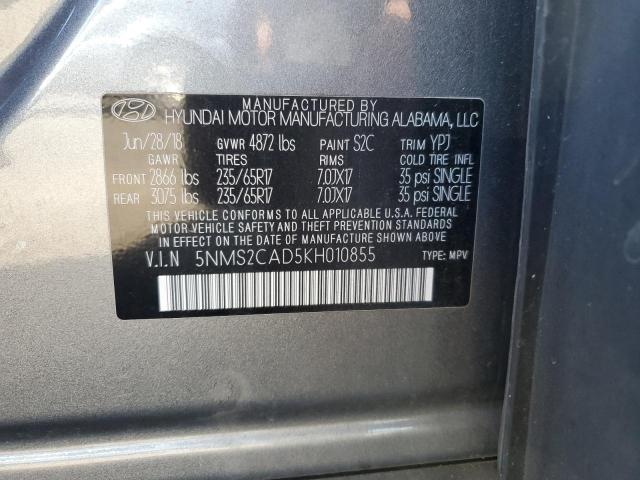 MANUFACTURED BY
HYUNDAI MOTOR MANUFACTURING ALABAMA, LLC
Jun/28/18 GVWR 4872 lbs PAINT S2C TRIM YPJ
GAWR TIRES RIMS COLD TIRE INFL
FRONT 2866 lbs 235/65R17 7.0JX17 35 psi SINGLE
REAR 3075 lbs 235/65R17 7.0JX17 35 psi SINGLE
THIS VEHICLE CONFORMS TO ALL APPLICABLE U.S.A. FEDERAL
MOTOR VEHICLE SAFETY AND THEFT PREVENTION STANDARDS
IN EFFECT ON THE DATE OF MANUFACTURE SHOWN ABOVE.
V.I.N 5NMS2CAD5KH010855 TYPE: MPV